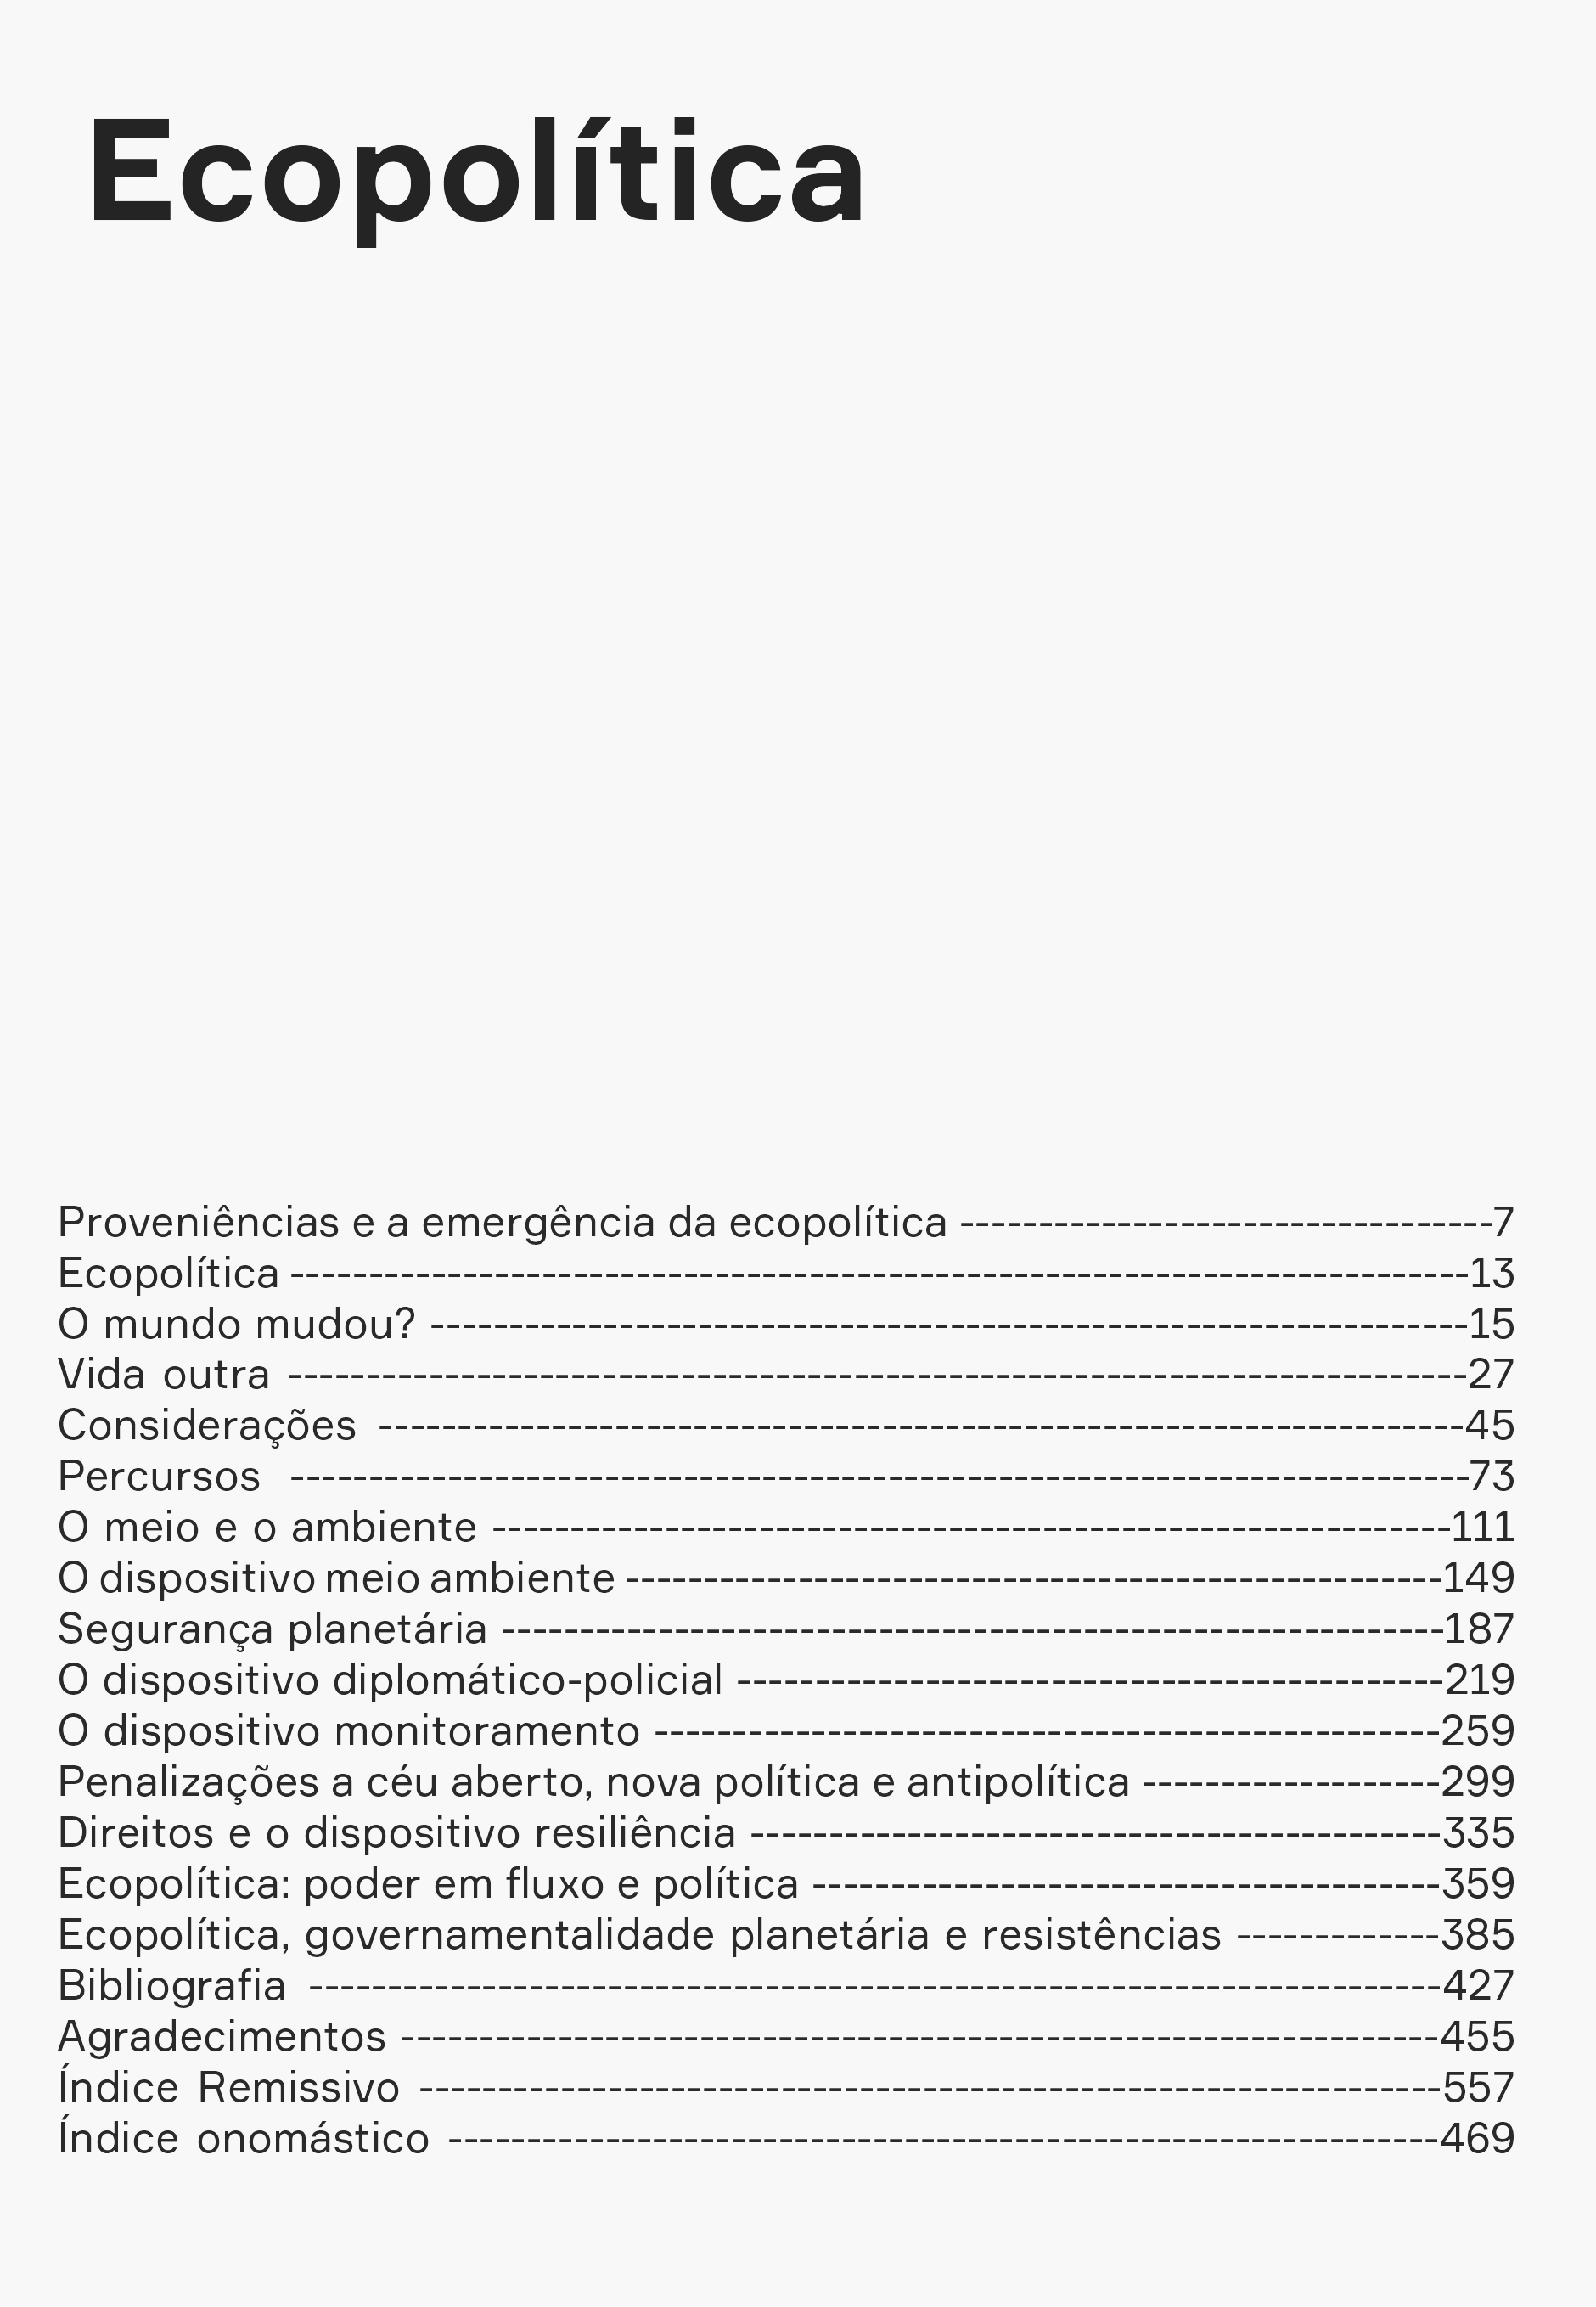 Ecopolítica
Proveniências e a emergência da ecopolítica ----------------------------------7
Ecopolítica ---------------------------------------------------------------------------13
O mundo mudou? ------------------------------------------------------------------15
Vida outra ---------------------------------------------------------------------------27
Considerações ---------------------------------------------------------------------45
Percursos ---------------------------------------------------------------------------73
O meio e o ambiente -------------------------------------------------------------111
O dispositivo meio ambiente ----------------------------------------------------149
Segurança planetária ------------------------------------------------------------187
O dispositivo diplomático-policial ---------------------------------------------219
O dispositivo monitoramento --------------------------------------------------259
Penalizações a céu aberto, nova política e antipolítica -------------------299
Direitos e o dispositivo resiliência --------------------------------------------335
Ecopolítica: poder em fluxo e política ----------------------------------------359
Ecopolítica, governamentalidade planetária e resistências -------------385
Bibliografia ------------------------------------------------------------------------427
Agradecimentos ------------------------------------------------------------------455
Índice Remissivo -----------------------------------------------------------------557
Índice onomástico ---------------------------------------------------------------469